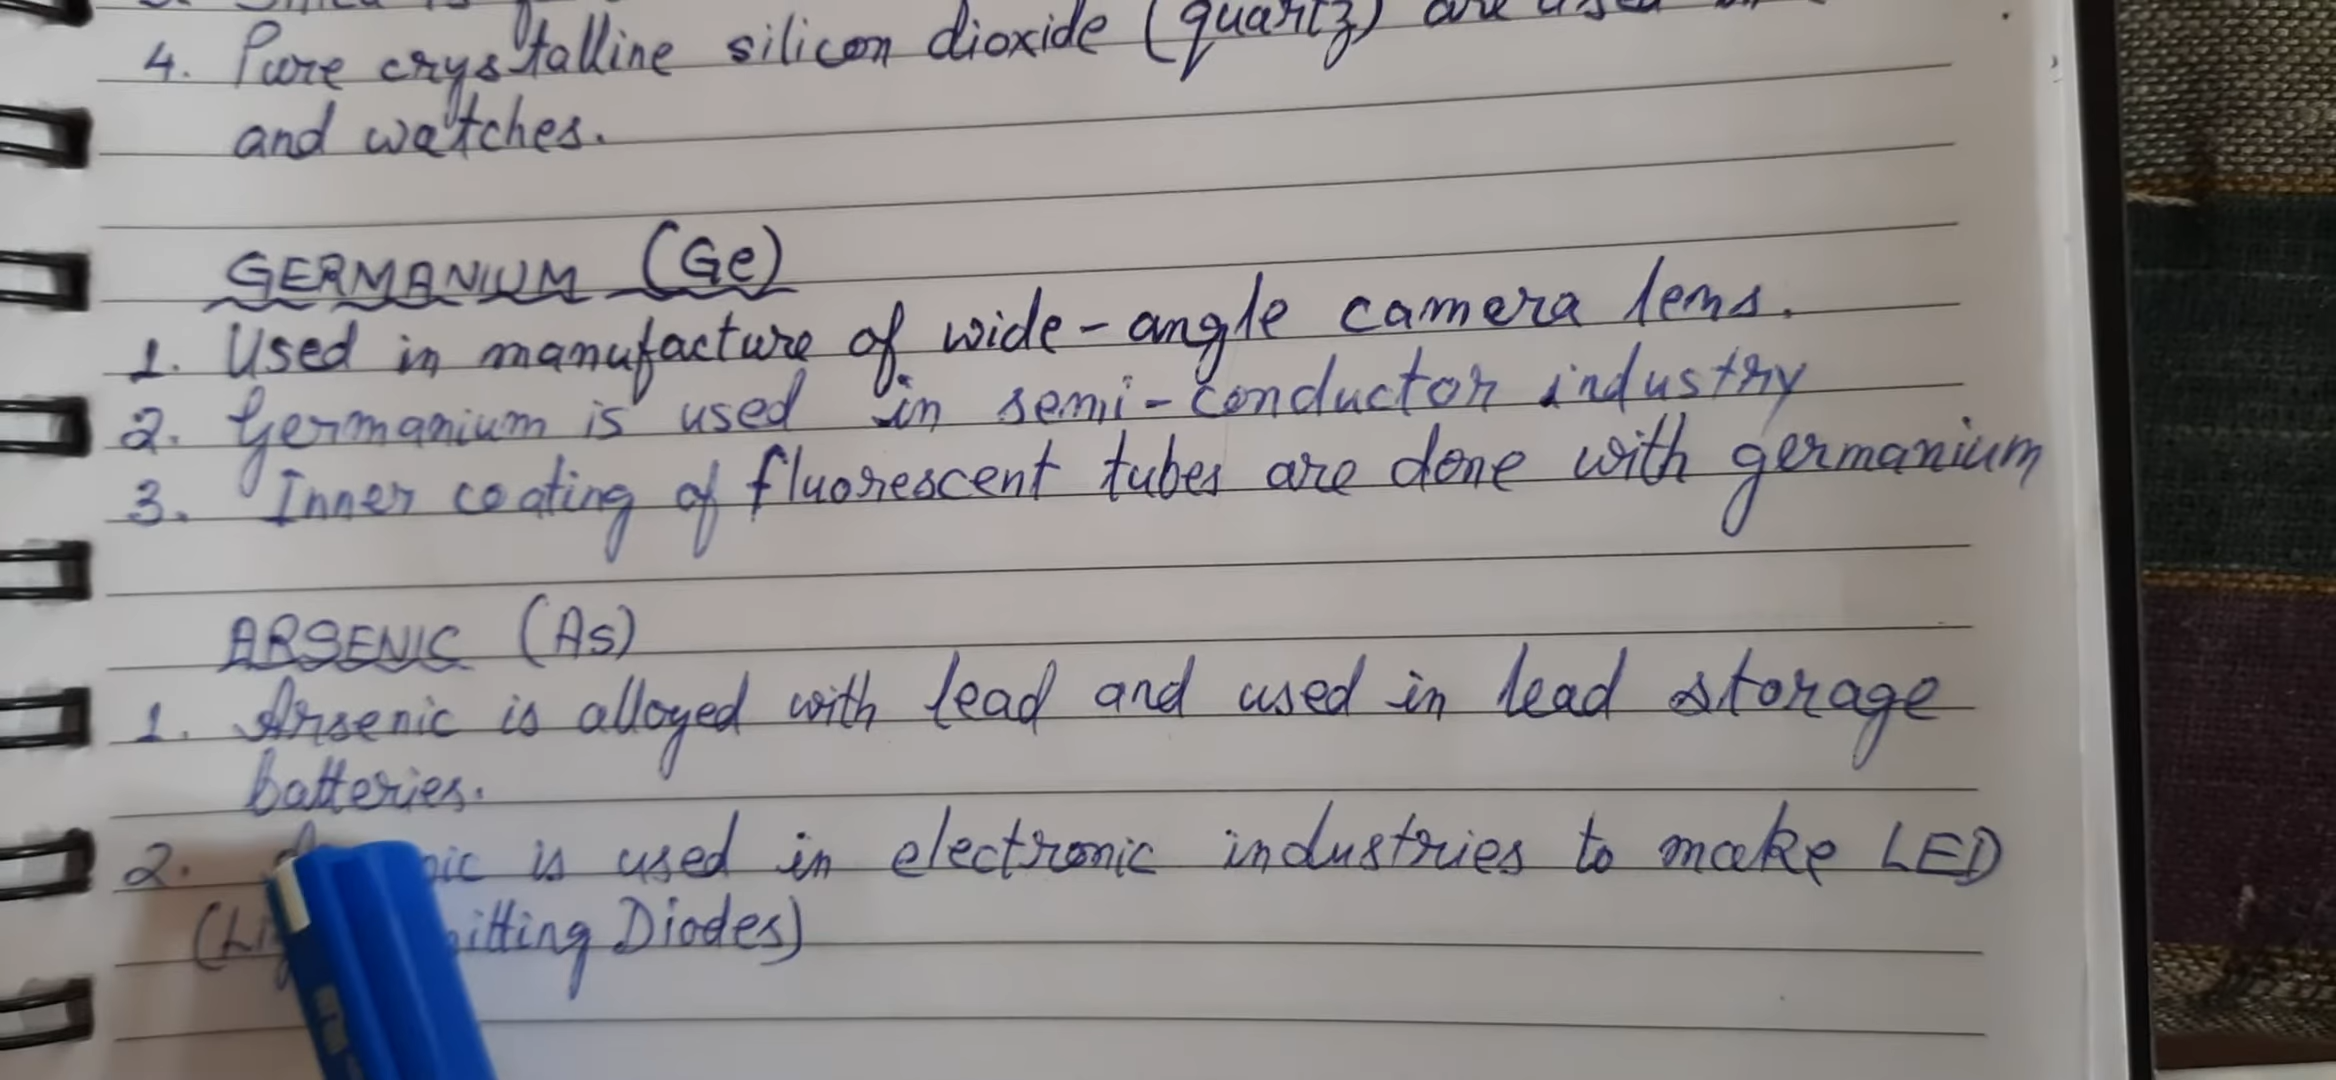 4. Pure crystalline silicon dioxide (quartz) are used
and watches.
GERMANIUM (Ge)
1. Used in manufacture of wide-angle camera lens.
2. Germanium is used in semi-conductor industry
3. Inner coating of fluorescent tubes are done with germanium
ARSENIC (As)
1. Arsenic is alloyed with lead and used in lead storage
batteries.
2. is used in electronic industries to make LED
Diodes)